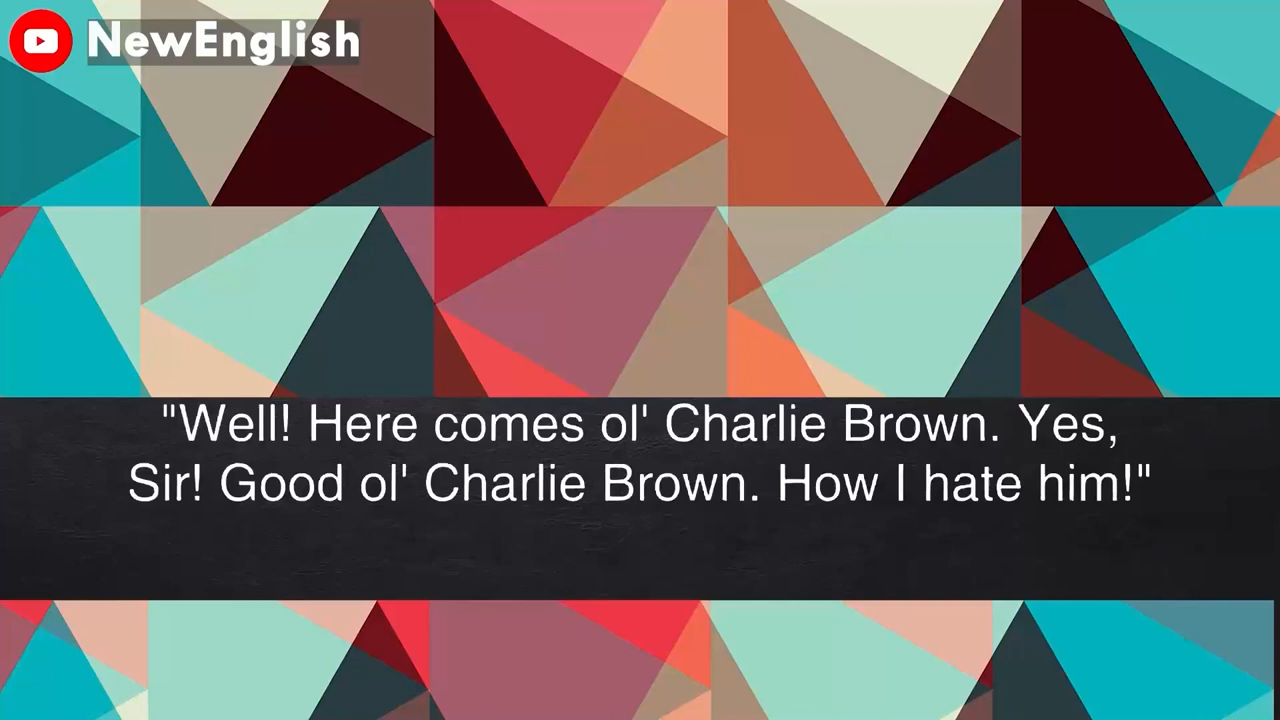 NewEnglish
"Well! Here comes ol' Charlie Brown. Yes,
Sir! Good ol' Charlie Brown. How I hate him!"